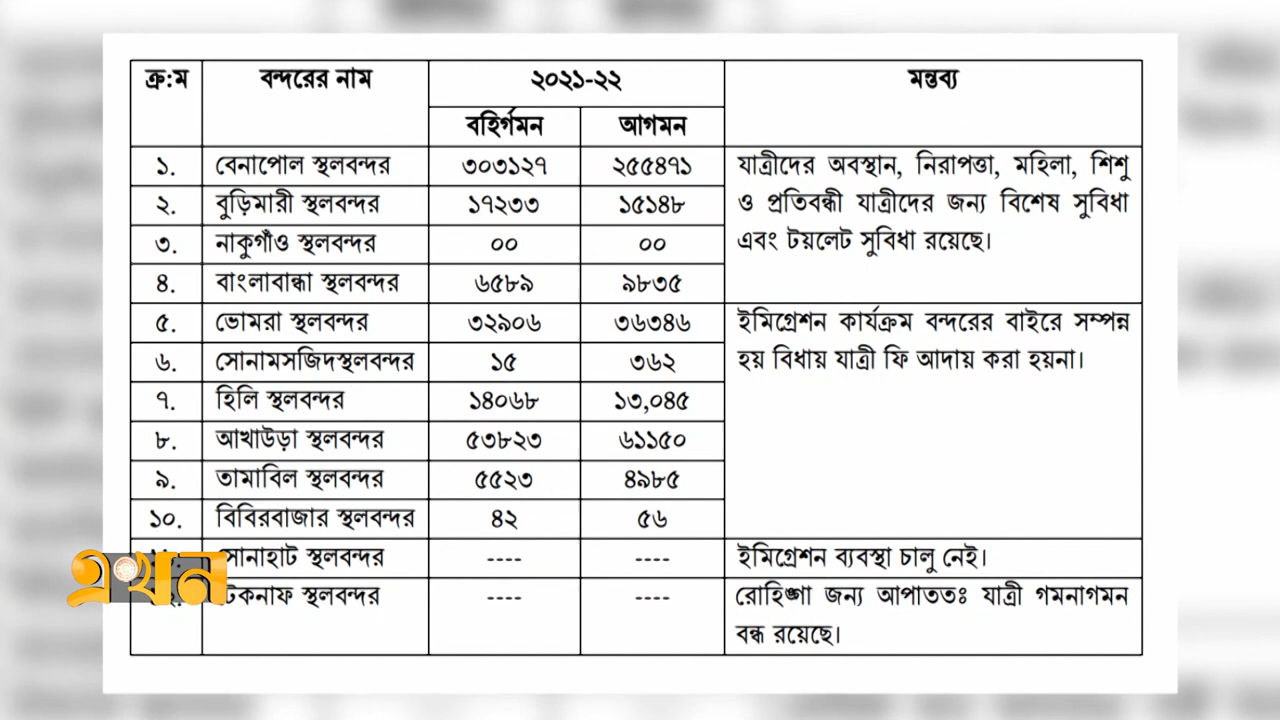 ক্র:ম বন্দরের নাম ২০২১-২২ মন্তব্য
বহির্গমন আগমন
১. বেনাপোল স্থলবন্দর ৩০৩১২৭ ২৫৫৪৭১ যাত্রীদের অবস্থান, নিরাপত্তা, মহিলা, শিশু
২. বুড়িমারী স্থলবন্দর ১৭২৩৩ ১৫১৪৮ ও প্রতিবন্ধী যাত্রীদের জন্য বিশেষ সুবিধা
৩. নাকুগাঁও স্থলবন্দর ০০ ০০ এবং টয়লেট সুবিধা রয়েছে।
৪. বাংলাবান্ধা স্থলবন্দর ৬৫৮৯ ৯৮৩৫
৫. ভোমরা স্থলবন্দর ৩২৯০৬ ৩৬৩৪৬ ইমিগ্রেশন কার্যক্রম বন্দরের বাইরে সম্পন্ন
৬. সোনামসজিদস্থলবন্দর ১৫ ৩৬২ হয় বিধায় যাত্রী ফি আদায় করা হয়না।
৭. হিলি স্থলবন্দর ১৪০৬৮ ১৩,০৪৫
৮. আখাউড়া স্থলবন্দর ৫৩৮২৩ ৬১১৫০
৯. তামাবিল স্থলবন্দর ৫৫২৩ ৪৯৮৫
১০. বিবিরবাজার স্থলবন্দর ৪২ ৫৬
সোনাহাট স্থলবন্দর ---- ---- ইমিগ্রেশন ব্যবস্থা চালু নেই।
টেকনাফ স্থলবন্দর ---- ---- রোহিঙ্গা জন্য আপাততঃ যাত্রী গমনাগমন
বন্ধ রয়েছে।
এখন